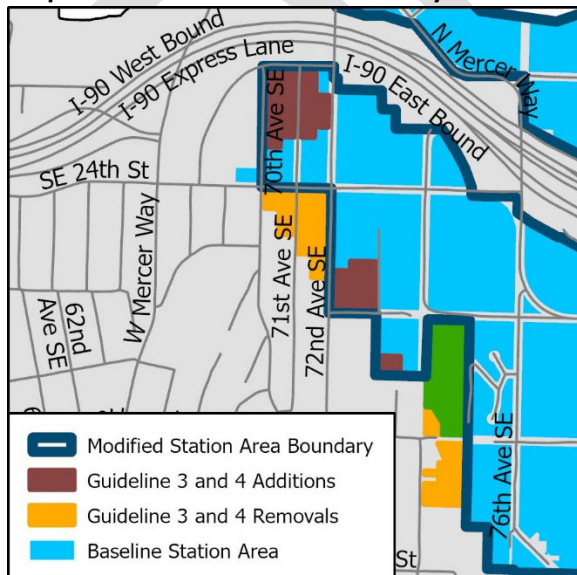 N Mercer Way
I-90 West Bound
I-90 Express Lane
I-90 East Bound
70th Ave SE
SE 24th St
W Mercer Way
71st Ave SE
72nd Ave SE
62nd
Ave SE
76th Ave SE
Modified Station Area Boundary
Guideline 3 and 4 Additions
Guideline 3 and 4 Removals
Baseline Station Area
St